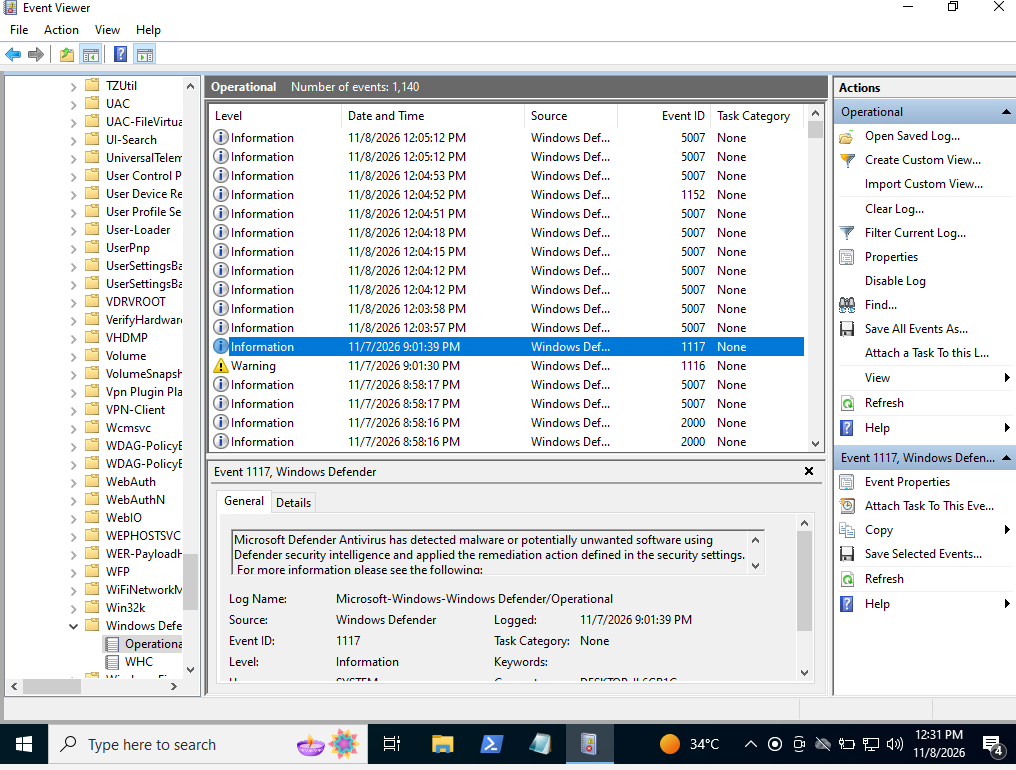 Event Viewer
File Action View Help
TZUtil
UAC
UAC-FileVirtua
UI-Search
UniversalTelem
User Control P
User Device Re
User Profile Se
User-Loader
UserPnp
UserSettingsBa
UserSettingsBa
VDRVROOT
VerifyHardware
VHDMP
Volume
VolumeSnapsh
Vpn Plugin Pla
VPN-Client
Wcmsvc
WDAG-PolicyE
WDAG-PolicyE
WebAuth
WebAuthN
WebIO
WEPHOSTSVC
WER-PayloadH
WFP
WiFiNetworkM
Win32k
Windows Defe
Operationa
WHC
Operational Number of events: 1,140
Level Date and Time Source Event ID Task Category
Information 11/8/2026 12:05:12 PM Windows Def... 5007 None
Information 11/8/2026 12:05:12 PM Windows Def... 5007 None
Information 11/8/2026 12:04:53 PM Windows Def... 5007 None
Information 11/8/2026 12:04:52 PM Windows Def... 1152 None
Information 11/8/2026 12:04:51 PM Windows Def... 5007 None
Information 11/8/2026 12:04:18 PM Windows Def... 5007 None
Information 11/8/2026 12:04:15 PM Windows Def... 5007 None
Information 11/8/2026 12:04:12 PM Windows Def... 5007 None
Information 11/8/2026 12:04:12 PM Windows Def... 5007 None
Information 11/8/2026 12:03:58 PM Windows Def... 5007 None
Information 11/8/2026 12:03:57 PM Windows Def... 5007 None
Information 11/7/2026 9:01:39 PM Windows Def... 1117 None
Warning 11/7/2026 9:01:30 PM Windows Def... 1116 None
Information 11/7/2026 8:58:17 PM Windows Def... 5007 None
Information 11/7/2026 8:58:17 PM Windows Def... 5007 None
Information 11/7/2026 8:58:16 PM Windows Def... 2000 None
Information 11/7/2026 8:58:16 PM Windows Def... 2000 None
Event 1117, Windows Defender
General Details
Microsoft Defender Antivirus has detected malware or potentially unwanted software using
Defender security intelligence and applied the remediation action defined in the security settings.
For more information please see the following:
Log Name: Microsoft-Windows-Windows Defender/Operational
Source: Windows Defender Logged: 11/7/2026 9:01:39 PM
Event ID: 1117 Task Category: None
Level: Information Keywords:
Actions
Operational
Open Saved Log...
Create Custom View...
Import Custom View...
Clear Log...
Filter Current Log...
Properties
Disable Log
Find...
Save All Events As...
Attach a Task To this L...
View
Refresh
Help
Event 1117, Windows Defen...
Event Properties
Attach Task To This Eve...
Copy
Save Selected Events...
Refresh
Help
Type here to search
34°C
12:31 PM
11/8/2026
4